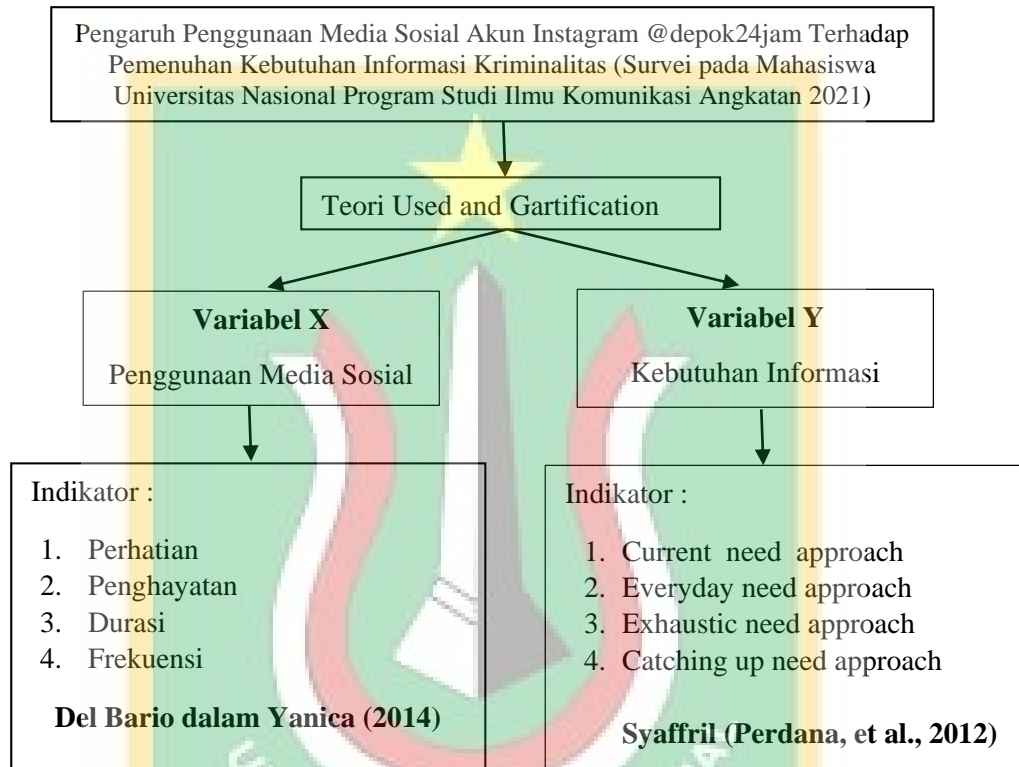 Pengaruh Penggunaan Media Sosial Akun Instagram @depok24jam Terhadap
Pemenuhan Kebutuhan Informasi Kriminalitas (Survei pada Mahasiswa
Universitas Nasional Program Studi Ilmu Komunikasi Angkatan 2021)
Teori Used and Gartification
Variabel X
Penggunaan Media Sosial
Variabel Y
Kebutuhan Informasi
Indikator :
1. Perhatian
2. Penghayatan
3. Durasi
4. Frekuensi
Del Bario dalam Yanica (2014)
Indikator :
1. Current need approach
2. Everyday need approach
3. Exhaustic need approach
4. Catching up need approach
Syaffril (Perdana, et al., 2012)